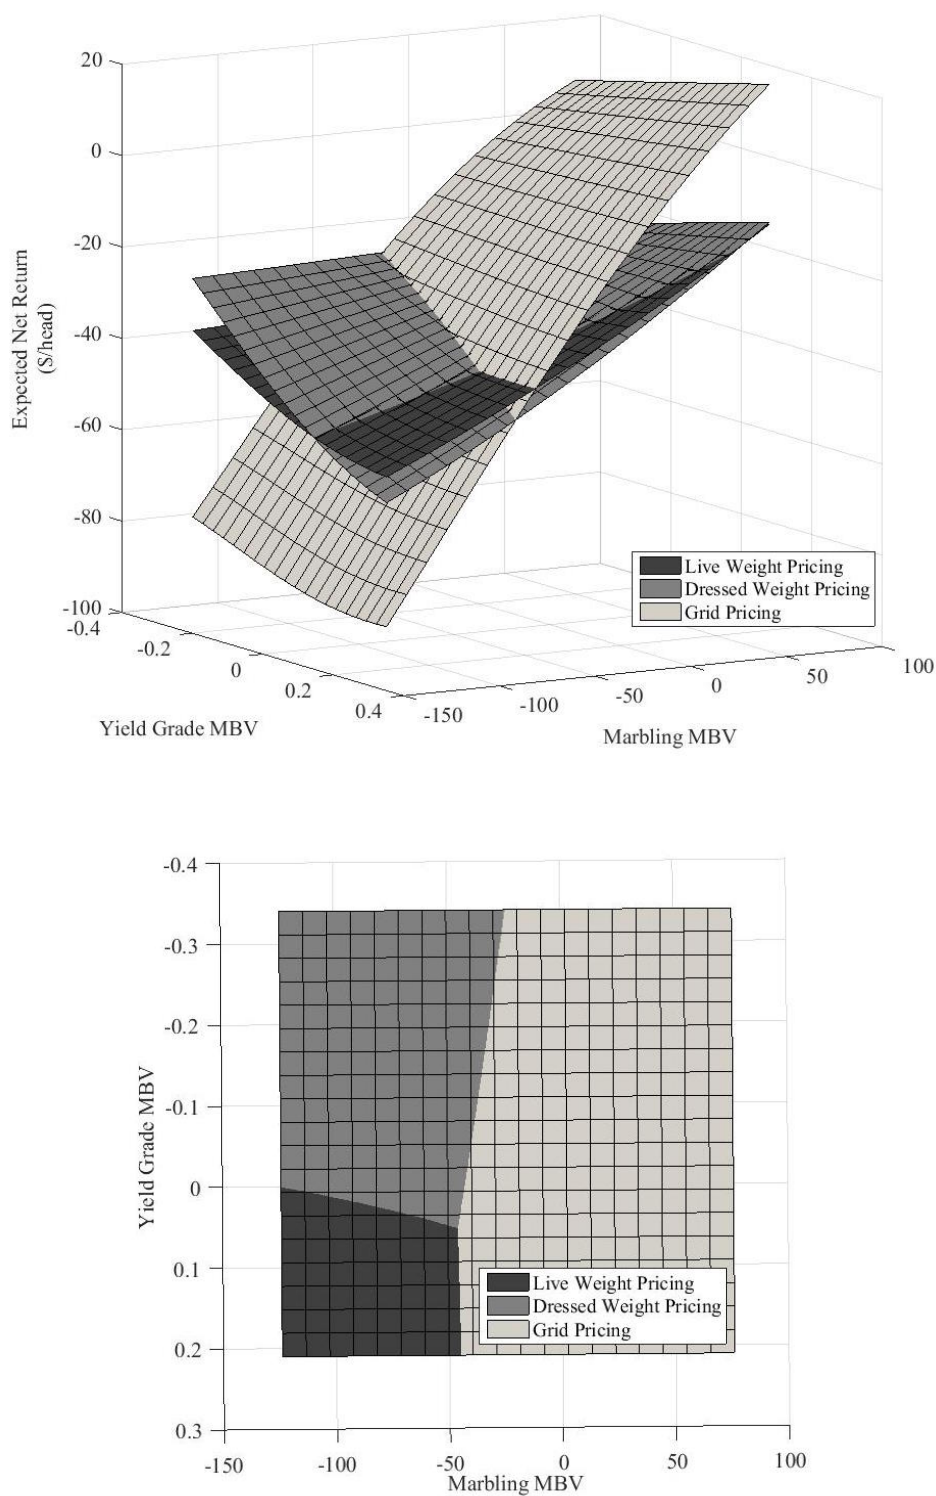 20
0
-20
-40
-60
-80
-100
Expected Net Return
($/head)
-0.4
-0.2
0
0.2
0.4
Yield Grade MBV
-150
-100
-50
0
50
100
Marbling MBV
Live Weight Pricing
Dressed Weight Pricing
Grid Pricing
-0.4
-0.3
-0.2
-0.1
0
0.1
0.2
0.3
Yield Grade MBV
Live Weight Pricing
Dressed Weight Pricing
Grid Pricing
-150
-100
-50
0
50
100
Marbling MBV